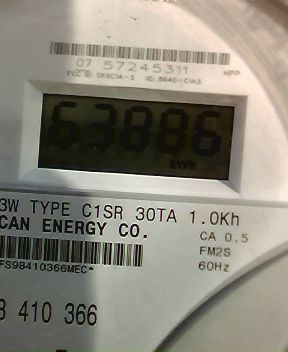 07 57245311
63886
kWh
3W TYPE C1SR 30TA 1.0Kh
CAN ENERGY CO.
CA 0.5
FM2S
FS98410366MEC*
60Hz
8 410 366